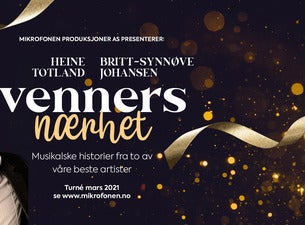 MIKROFONEN PRODUKSJONER AS PRESENTERER:
HEINE BRITT-SYNNØVE
TOTLAND JOHANSEN
venners
nærhet
Musikalske historier fra to av
våre beste artister
Turné mars 2021
se www.mikrofonen.no